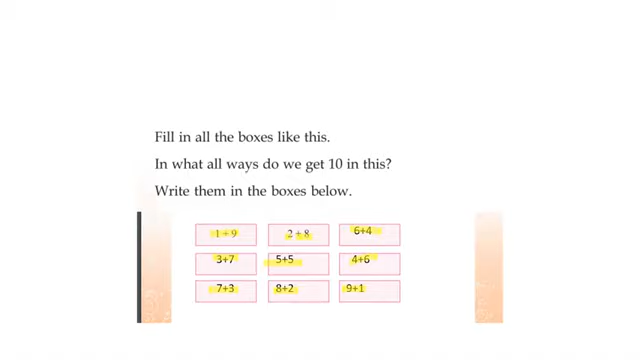 Fill in all the boxes like this.
In what all ways do we get 10 in this?
Write them in the boxes below.
1 + 9 2 + 8 6+4
3+7 5+5 4+6
7+3 8+2 9+1